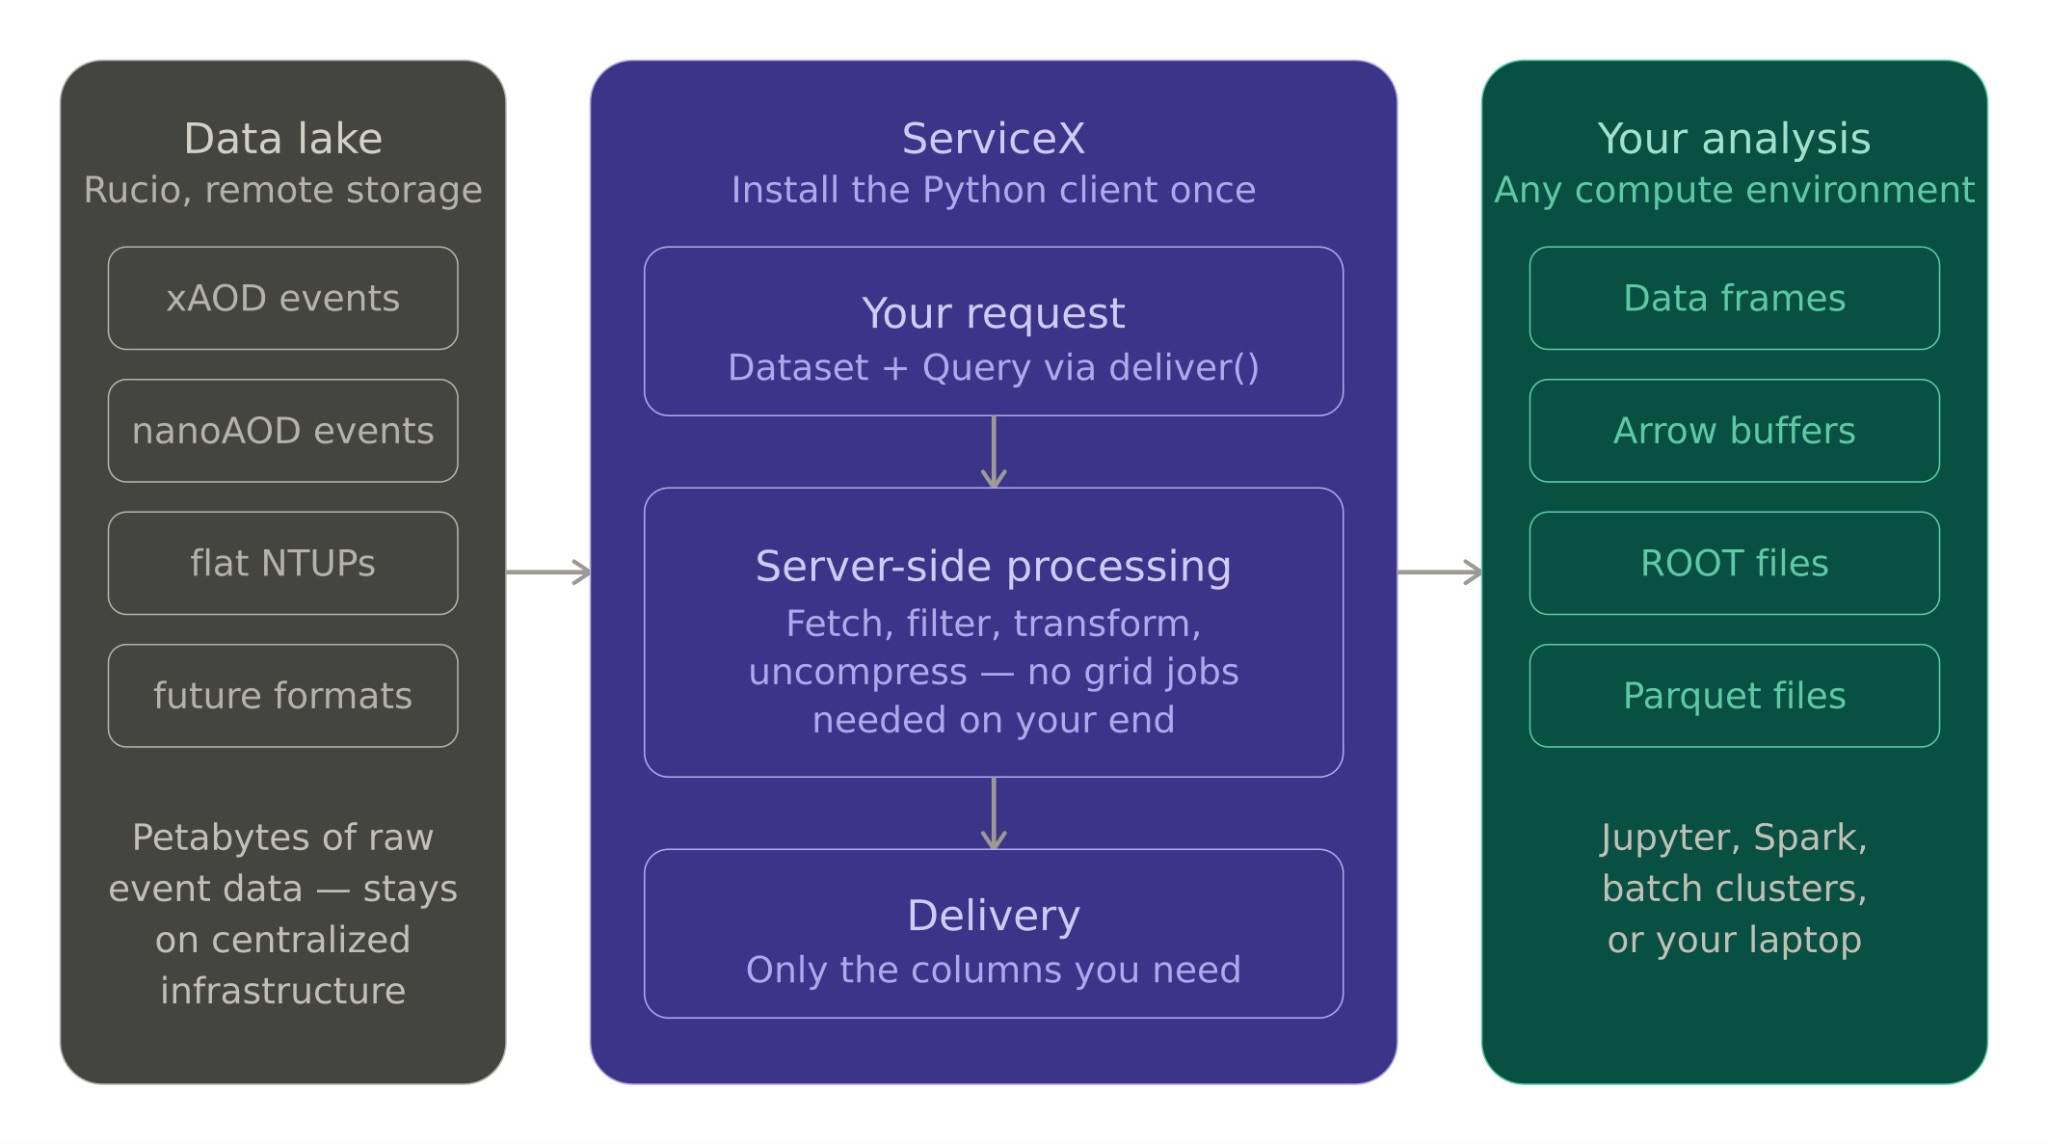 Data lake
Rucio, remote storage
xAOD events
nanoAOD events
flat NTUPs
future formats
Petabytes of raw
event data — stays
on centralized
infrastructure
ServiceX
Install the Python client once
Your request
Dataset + Query via deliver()
Server-side processing
Fetch, filter, transform,
uncompress — no grid jobs
needed on your end
Delivery
Only the columns you need
Your analysis
Any compute environment
Data frames
Arrow buffers
ROOT files
Parquet files
Jupyter, Spark,
batch clusters,
or your laptop